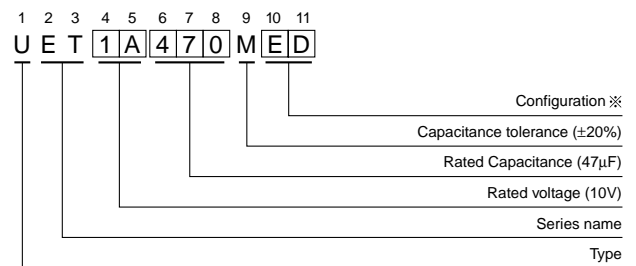 1 2 3 4 5 6 7 8 9 10 11
U E T 1 A 4 7 0 M E D
Configuration ※
Capacitance tolerance (±20%)
Rated Capacitance (47µF)
Rated voltage (10V)
Series name
Type